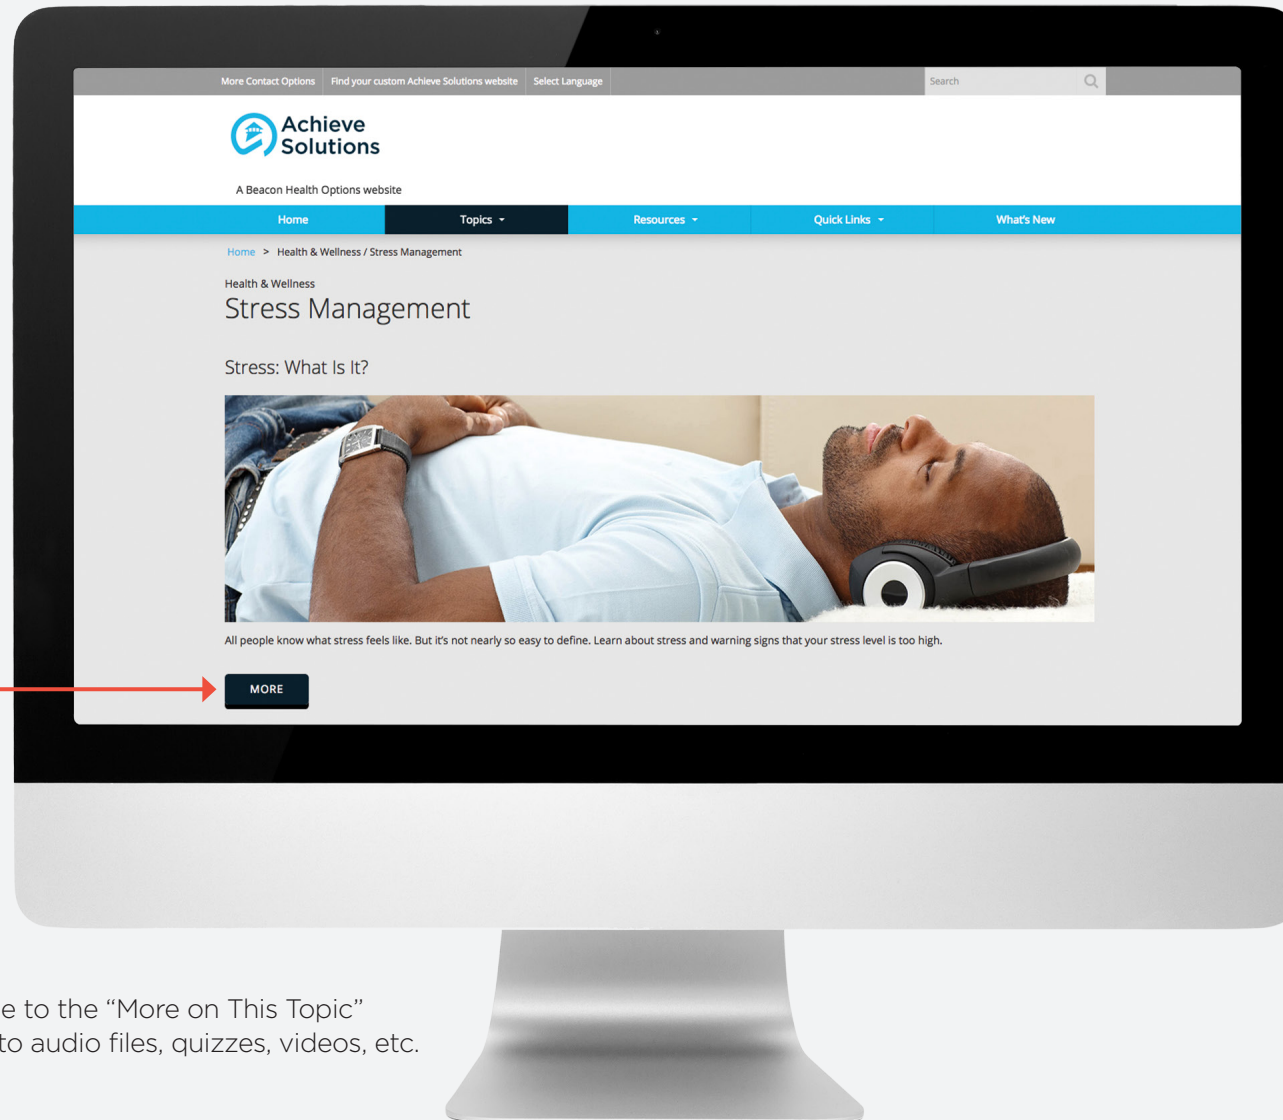 More Contact Options Find your custom Achieve Solutions website Select Language Search
Achieve
Solutions
A Beacon Health Options website
Home Topics Resources Quick Links What's New
Home > Health & Wellness / Stress Management
Health & Wellness
Stress Management
Stress: What Is It?
All people know what stress feels like. But it's not nearly so easy to define. Learn about stress and warning signs that your stress level is too high.
MORE
e to the “More on This Topic”
to audio files, quizzes, videos, etc.